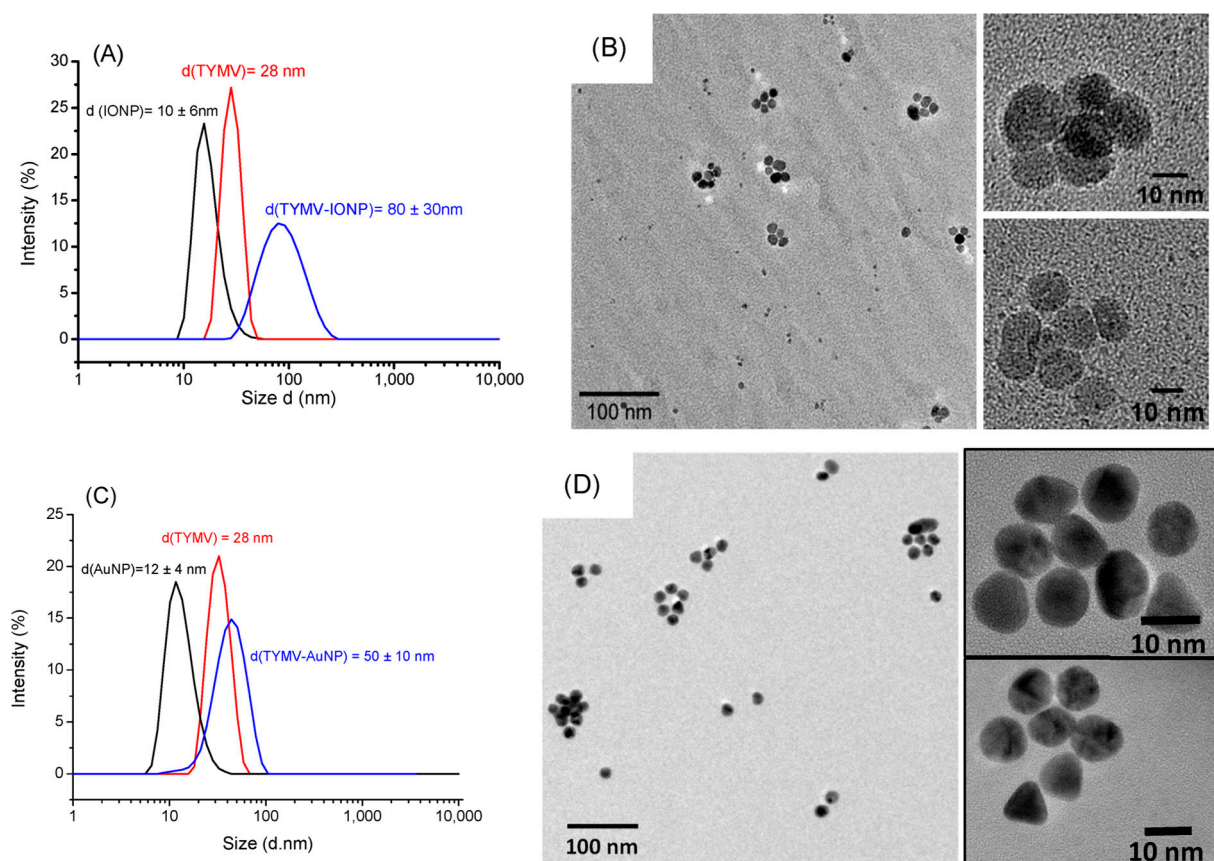 (A)
d(TYMV)= 28 nm
d (IONP)= 10 ± 6nm
d(TYMV-IONP)= 80 ± 30nm
Intensity (%)
30
25
20
15
10
5
0
1
10
100
1,000
10,000
Size d (nm)
(B)
100 nm
10 nm
10 nm
(C)
d(TYMV) = 28 nm
d(AuNP)=12 ± 4 nm
d(TYMV-AuNP) = 50 ± 10 nm
Intensity (%)
25
20
15
10
5
0
1
10
100
1,000
10,000
Size (d.nm)
(D)
100 nm
10 nm
10 nm